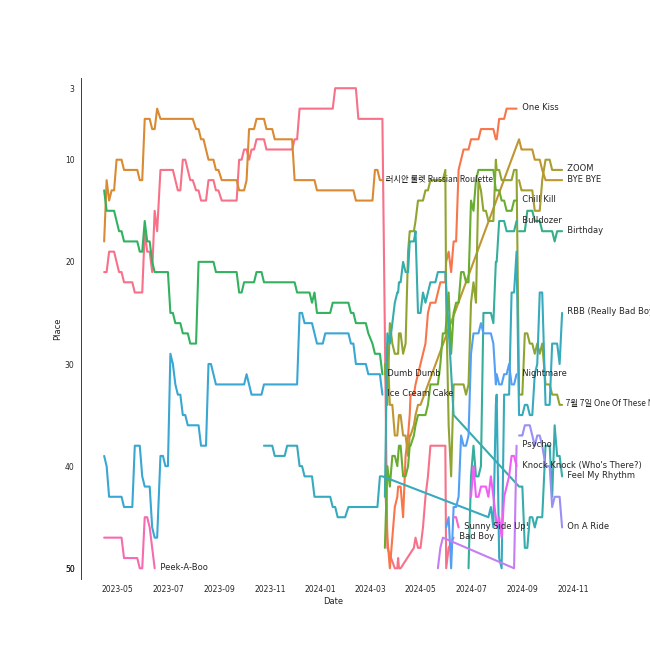 3
One Kiss
10
ZOOM
러시안 룰렛 Russian Roulette
BYE BYE
Chill Kill
Bulldozer
Birthday
20
RBB (Really Bad Boy
Place
30
Dumb Dumb
Nightmare
Ice Cream Cake
7월 7일 One Of These N
Psycho
40
Knock Knock (Who's There?)
Feel My Rhythm
Sunny Side Up!
On A Ride
Bad Boy
50
Peek-A-Boo
2023-05
2023-07
2023-09
2023-11
2024-01
2024-03
2024-05
2024-07
2024-09
2024-11
Date